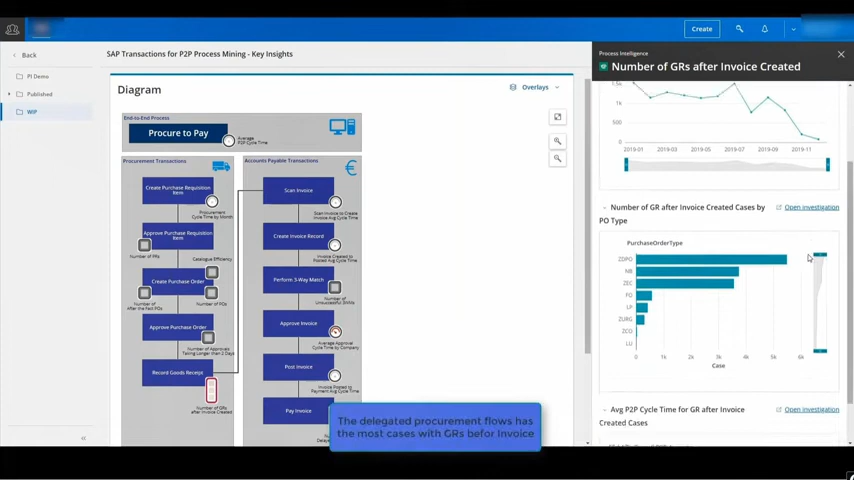 Create
Back
PI Demo
Published
WIP
SAP Transactions for P2P Process Mining - Key Insights
Diagram
Overlays
End-to-End Process
Procure to Pay
Average
P2P Cycle Time
Procurement Transactions
Create Purchase Requisition
Item
Procurement
Cycle Time by Month
Approve Purchase Requisition
Item
Number of PRs
Catalogue Efficiency
Create Purchase Order
Number of
After the Fact POs
Number of POs
Approve Purchase Order
Number of Approvals
Taking Longer than 2 Days
Record Goods Receipt
Number of GRs
after Invoice Created
Accounts Payable Transactions
Scan Invoice
Scan Invoice to Create
Invoice Avg Cycle Time
Create Invoice Record
Invoice Created to
Posted Avg Cycle Time
Perform 3-Way Match
Number of
Unsuccessful 3WMs
Approve Invoice
Average Approval
Cycle Time by Company
Post Invoice
Invoice Posted to
Payment Avg Cycle Time
Pay Invoice
The delegated procurement flows has
the most cases with GRs befor Invoice
Process Intelligence
Number of GRs after Invoice Created
1.5k
1k
500
0
2019-01
2019-03
2019-05
2019-07
2019-09
2019-11
Number of GR after Invoice Created Cases by
PO Type
Open investigation
PurchaseOrderType
ZDPO
NB
ZEC
FO
LP
ZURG
ZCO
LU
0
1k
2k
3k
4k
5k
6k
Case
Avg P2P Cycle Time for GR after Invoice
Created Cases
Open investigation